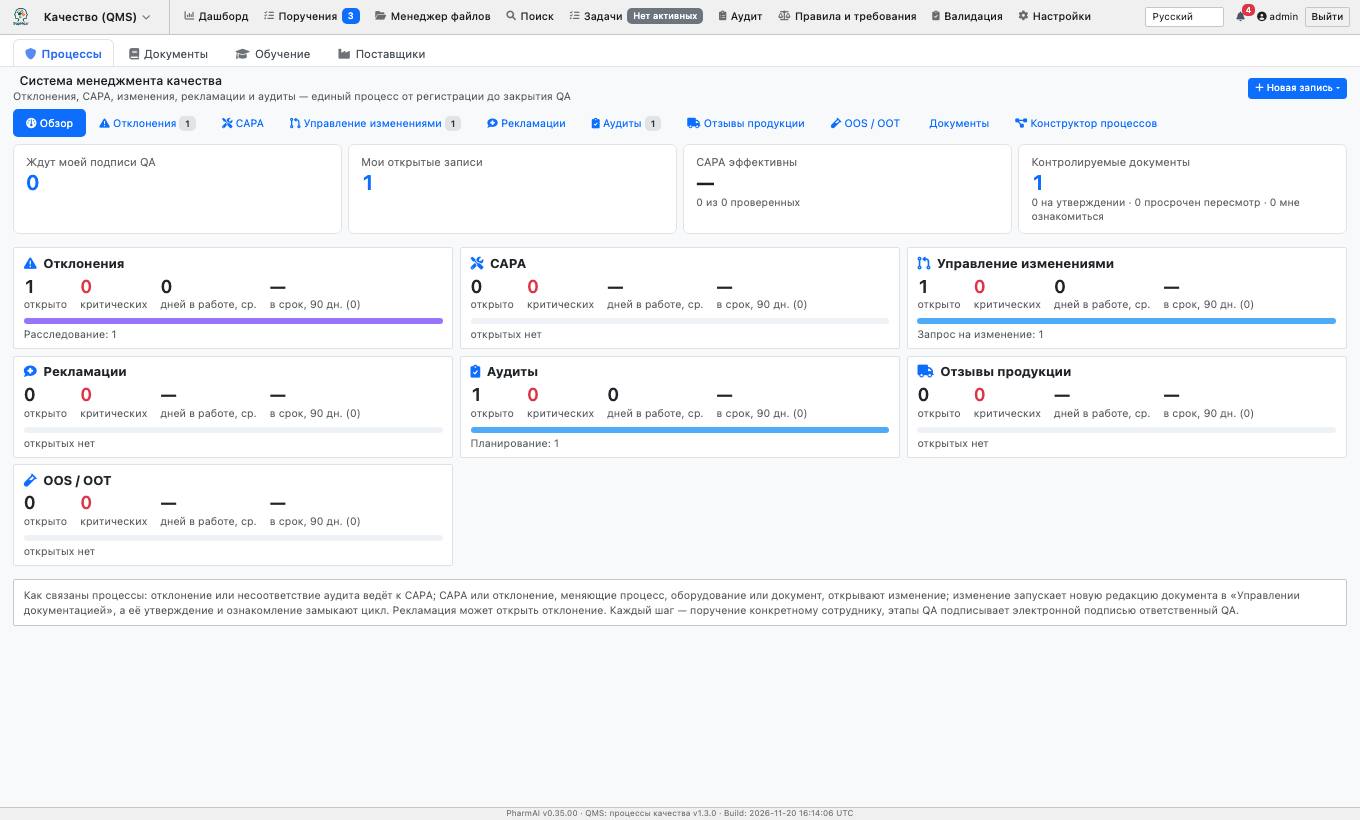 Качество (QMS) Дашборд Поручения 3 Менеджер файлов Поиск Задачи Нет активных Аудит Правила и требования Валидация Настройки Русский 4 admin Выйти
Процессы Документы Обучение Поставщики
Система менеджмента качества
Отклонения, CAPA, изменения, рекламации и аудиты — единый процесс от регистрации до закрытия QA
+ Новая запись
Обзор Отклонения 1 CAPA Управление изменениями 1 Рекламации Аудиты 1 Отзывы продукции OOS / OOT Документы Конструктор процессов
Ждут моей подписи QA
0
Мои открытые записи
1
CAPA эффективны
—
0 из 0 проверенных
Контролируемые документы
1
0 на утверждении · 0 просрочен пересмотр · 0 мне
ознакомиться
Отклонения
1 0 0 —
открыто критических дней в работе, ср. в срок, 90 дн. (0)
Расследование: 1
CAPA
0 0 — —
открыто критических дней в работе, ср. в срок, 90 дн. (0)
открытых нет
Управление изменениями
1 0 0 —
открыто критических дней в работе, ср. в срок, 90 дн. (0)
Запрос на изменение: 1
Рекламации
0 0 — —
открыто критических дней в работе, ср. в срок, 90 дн. (0)
открытых нет
Аудиты
1 0 0 —
открыто критических дней в работе, ср. в срок, 90 дн. (0)
Планирование: 1
Отзывы продукции
0 0 — —
открыто критических дней в работе, ср. в срок, 90 дн. (0)
открытых нет
OOS / OOT
0 0 — —
открыто критических дней в работе, ср. в срок, 90 дн. (0)
открытых нет
Как связаны процессы: отклонение или несоответствие аудита ведёт к CAPA; CAPA или отклонение, меняющие процесс, оборудование или документ, открывают изменение; изменение запускает новую редакцию документа в «Управлении
документацией», а её утверждение и ознакомление замыкают цикл. Рекламация может открыть отклонение. Каждый шаг — поручение конкретному сотруднику, этапы QA подписывает электронной подписью ответственный QA.
PharmAI v0.35.00 · QMS: процессы качества v1.3.0 · Build: 2026-11-20 16:14:06 UTC